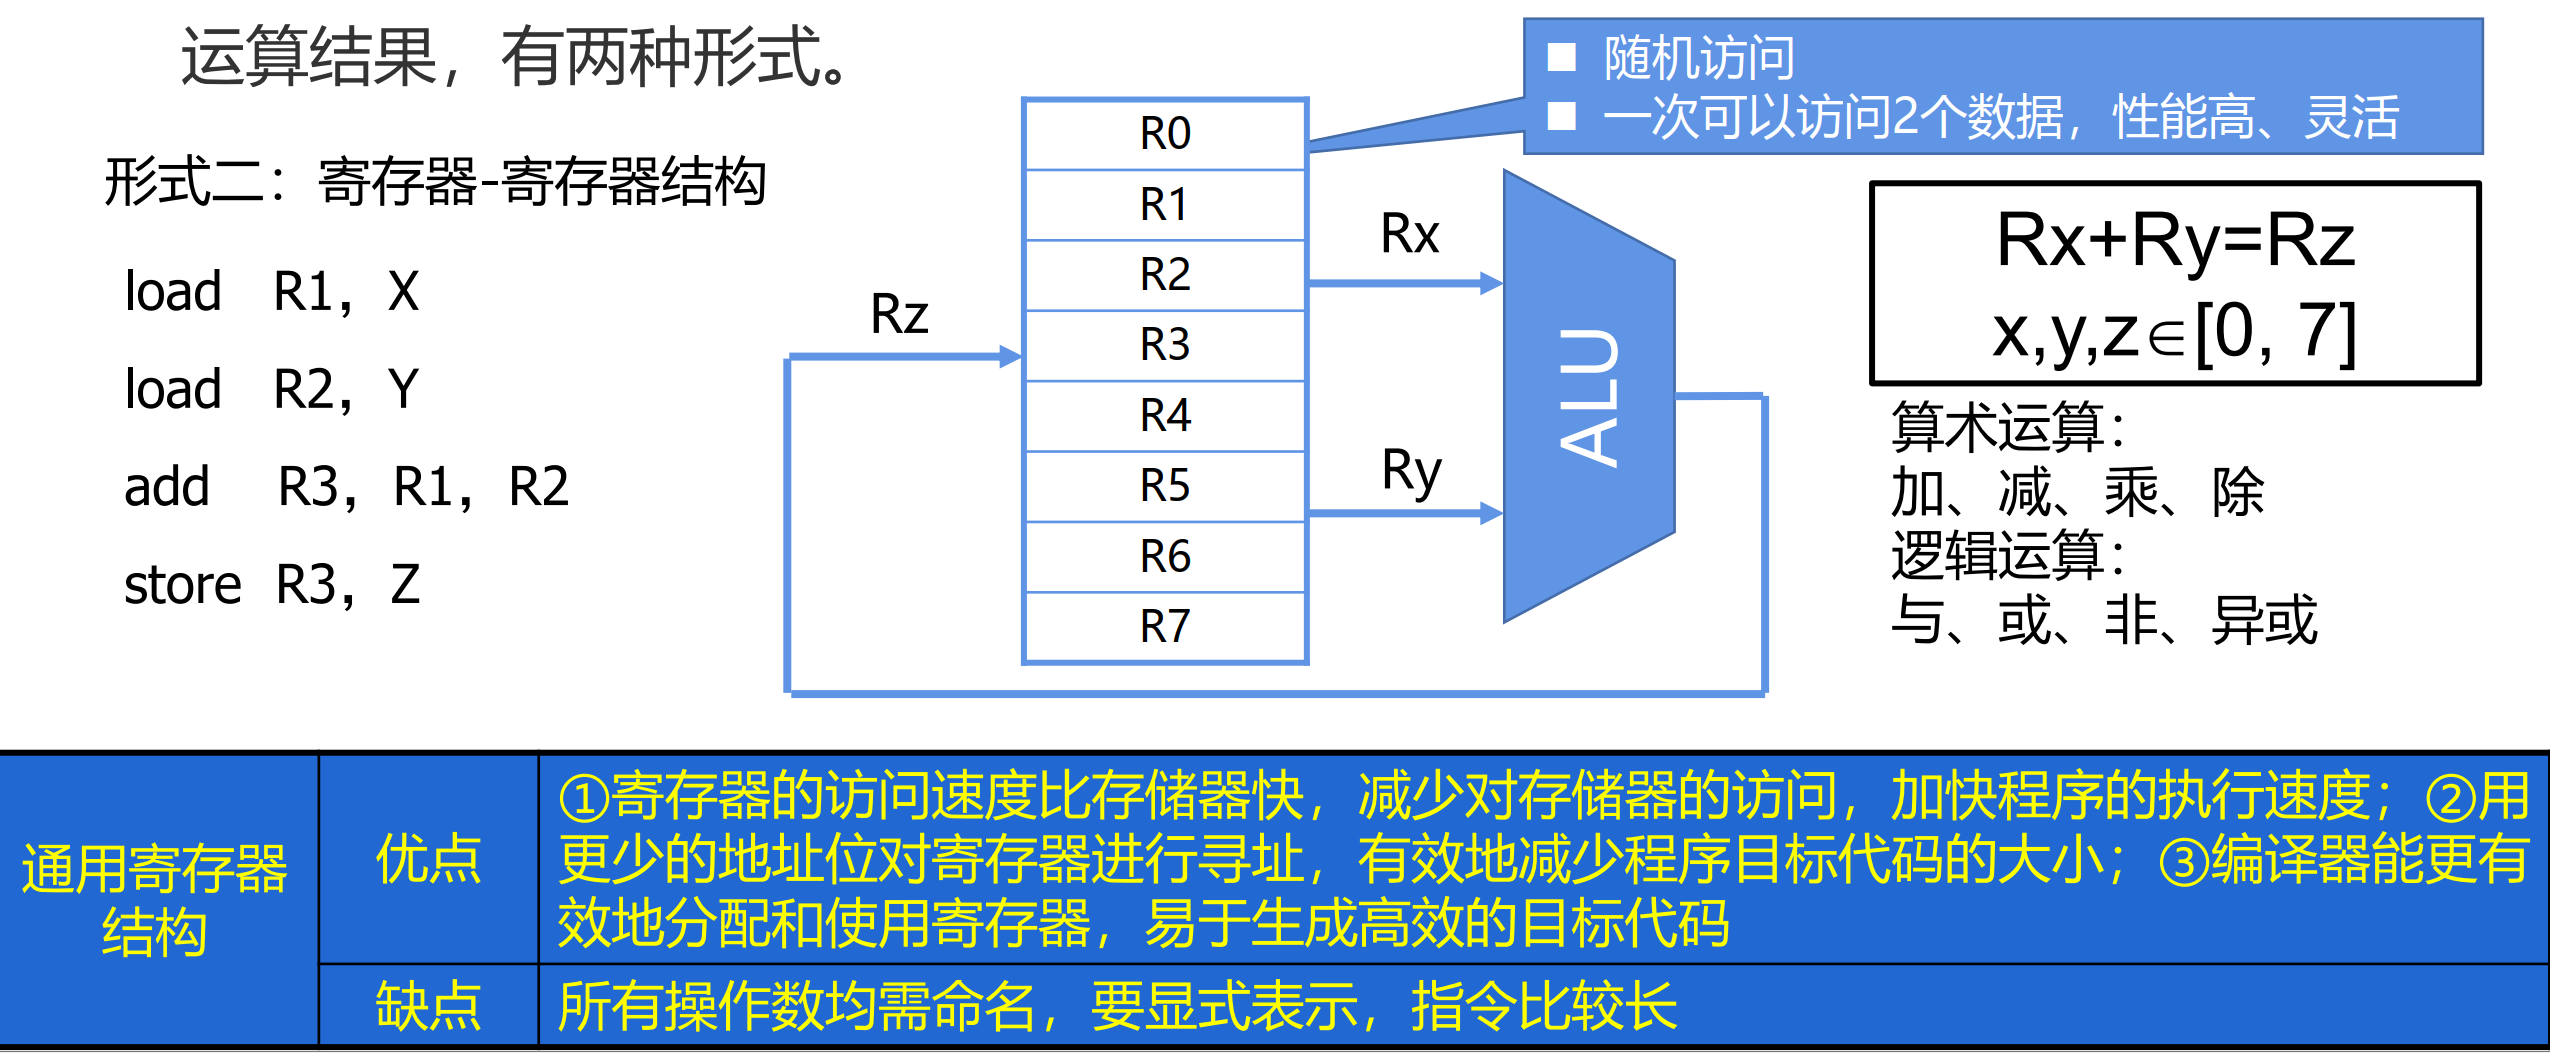 运算结果，有两种形式。
形式二：寄存器-寄存器结构
load R1，X
load R2，Y
add R3，R1，R2
store R3，Z
Rz
R0
R1
R2
R3
R4
R5
R6
R7
Rx
Ry
ALU
■ 随机访问
■ 一次可以访问2个数据，性能高、灵活
Rx+Ry=Rz
x,y,z∈[0, 7]
算术运算：
加、减、乘、除
逻辑运算：
与、或、非、异或
通用寄存器
结构
优点
①寄存器的访问速度比存储器快，减少对存储器的访问，加快程序的执行速度；②用
更少的地址位对寄存器进行寻址，有效地减少程序目标代码的大小；③编译器能更有
效地分配和使用寄存器，易于生成高效的目标代码
缺点
所有操作数均需命名，要显式表示，指令比较长